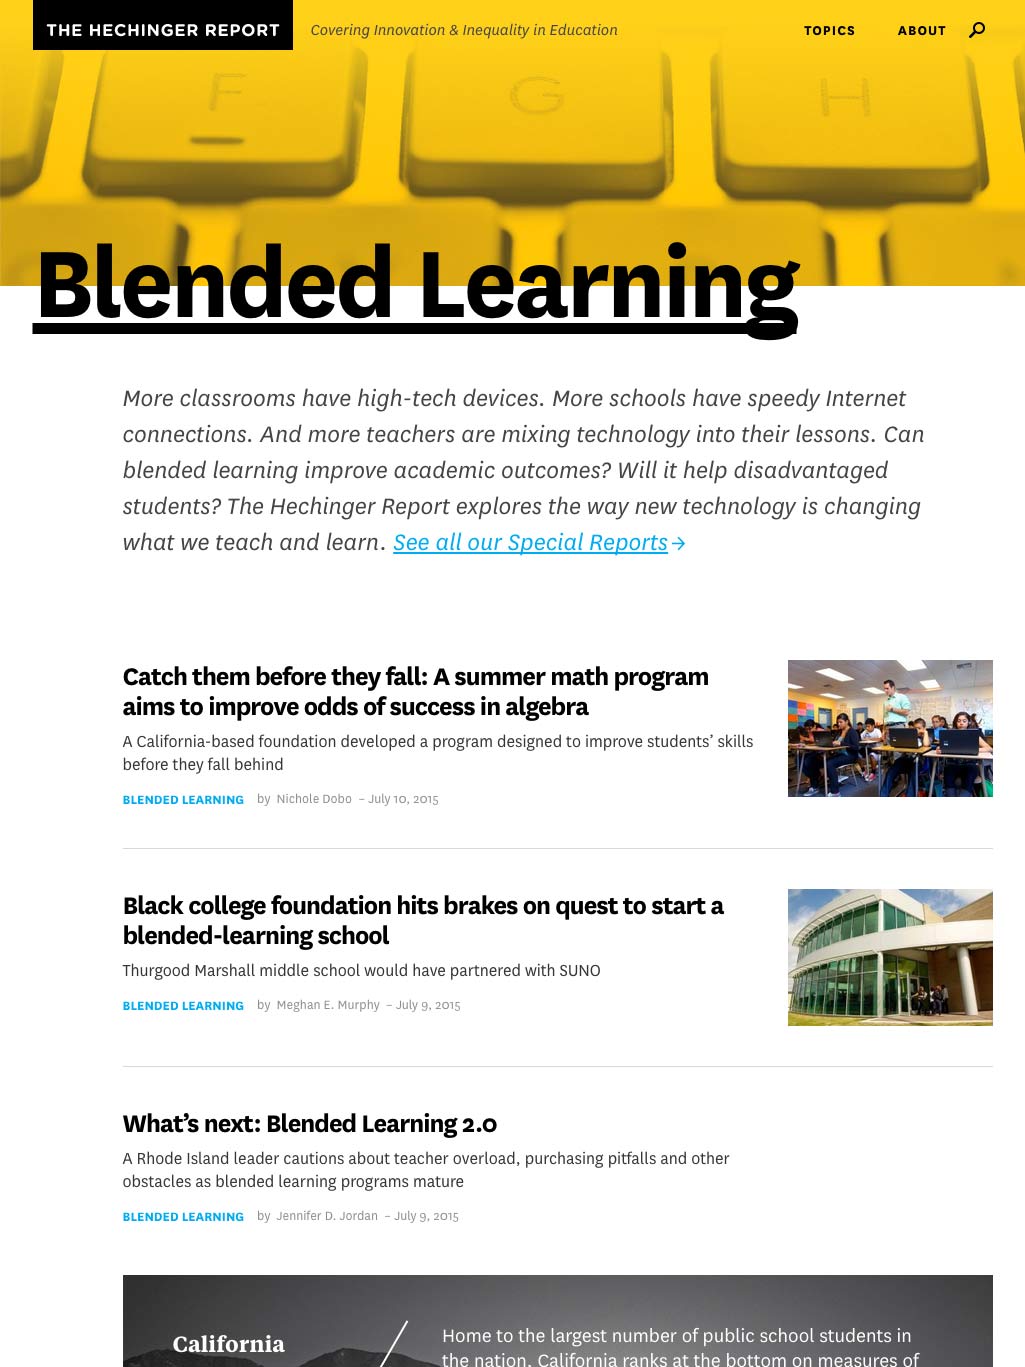 THE HECHINGER REPORT
Covering Innovation & Inequality in Education
TOPICS
ABOUT
F
G
H
Blended Learning
More classrooms have high-tech devices. More schools have speedy Internet
connections. And more teachers are mixing technology into their lessons. Can
blended learning improve academic outcomes? Will it help disadvantaged
students? The Hechinger Report explores the way new technology is changing
what we teach and learn. See all our Special Reports →
Catch them before they fall: A summer math program
aims to improve odds of success in algebra
A California-based foundation developed a program designed to improve students’ skills
before they fall behind
BLENDED LEARNING by Nichole Dobo – July 10, 2015
Black college foundation hits brakes on quest to start a
blended-learning school
Thurgood Marshall middle school would have partnered with SUNO
BLENDED LEARNING by Meghan E. Murphy – July 9, 2015
What’s next: Blended Learning 2.0
A Rhode Island leader cautions about teacher overload, purchasing pitfalls and other
obstacles as blended learning programs mature
BLENDED LEARNING by Jennifer D. Jordan – July 9, 2015
California
Home to the largest number of public school students in
the nation, California ranks at the bottom on measures of